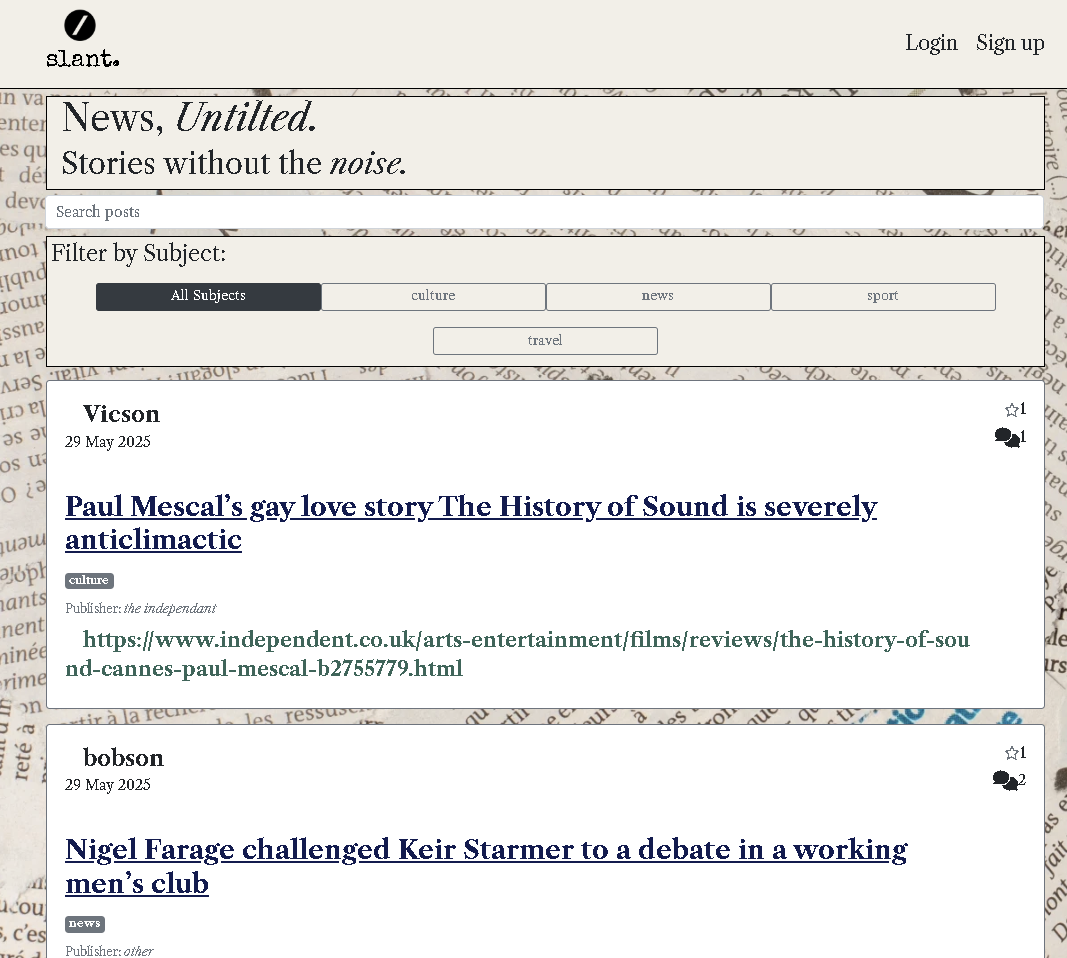 slant.
Login Sign up
News, Untilted.
Stories without the noise.
Search posts
Filter by Subject:
All Subjects culture news sport
travel
Vicson
1
29 May 2025
1
Paul Mescal’s gay love story The History of Sound is severely
anticlimactic
culture
Publisher: the independant
https://www.independent.co.uk/arts-entertainment/films/reviews/the-history-of-sou
nd-cannes-paul-mescal-b2755779.html
bobson
1
29 May 2025
2
Nigel Farage challenged Keir Starmer to a debate in a working
men’s club
news
Publisher: other